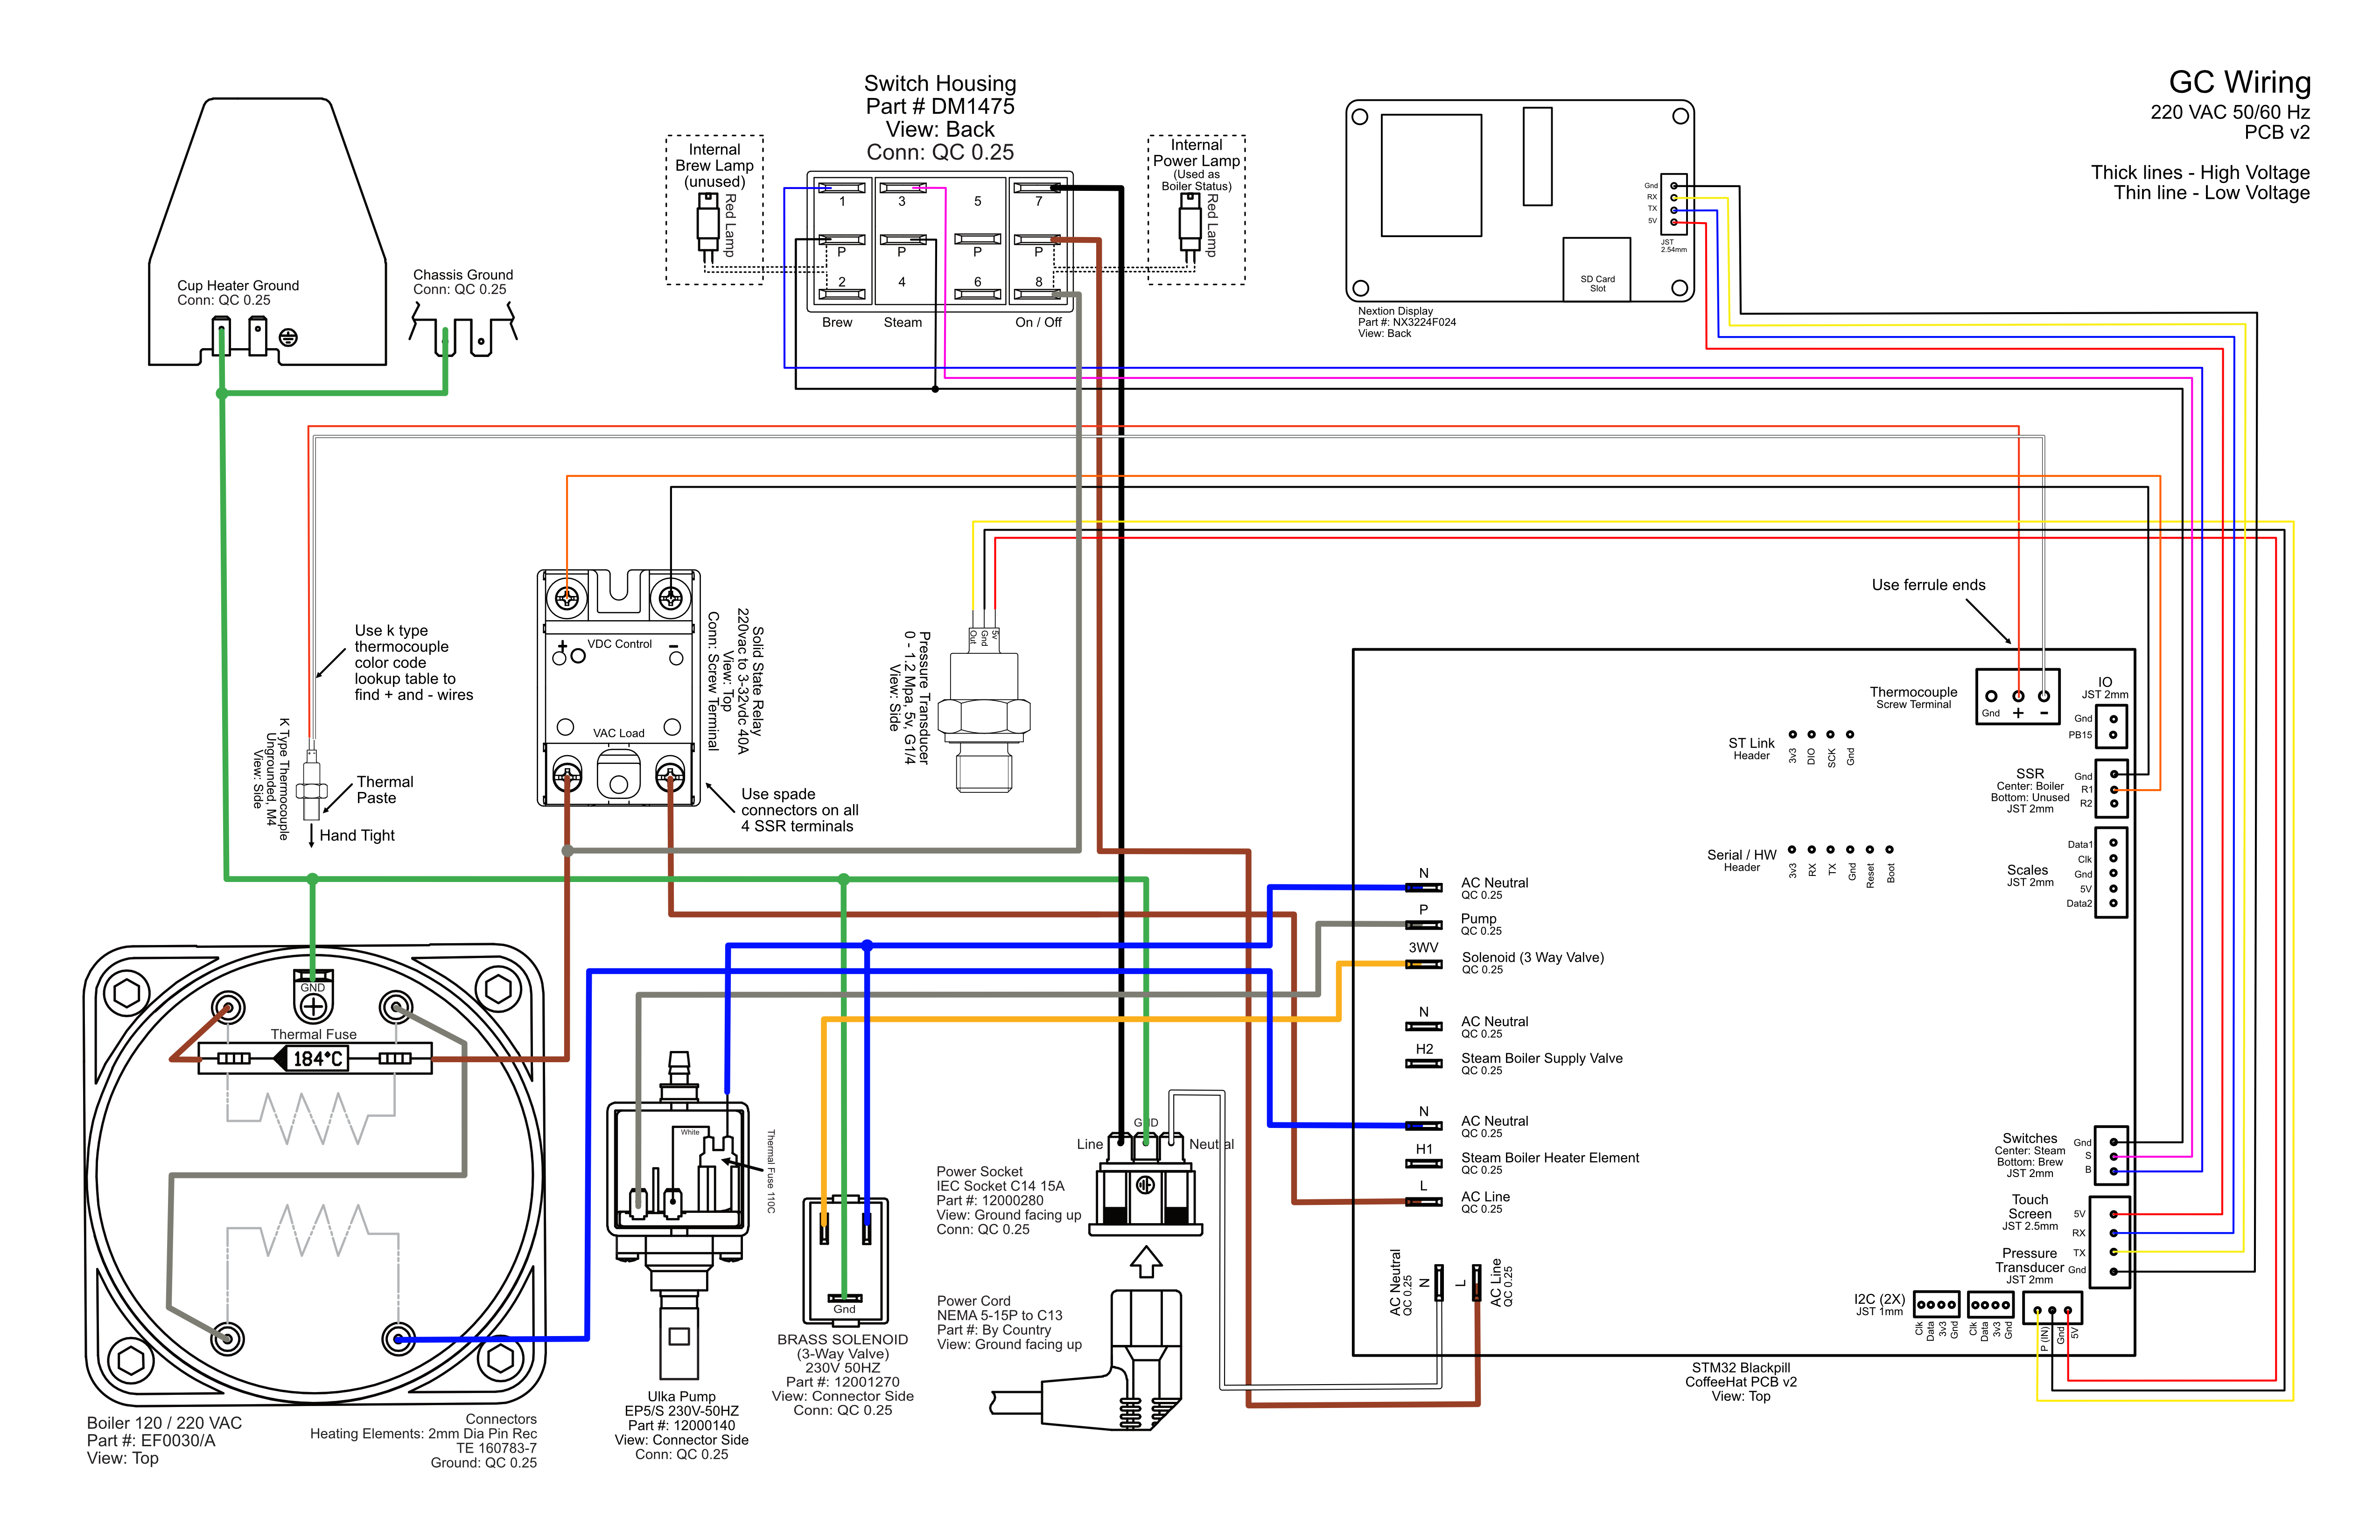 GC Wiring
220 VAC 50/60 Hz
PCB v2
Thick lines - High Voltage
Thin line - Low Voltage
Switch Housing
Part # DM1475
View: Back
Conn: QC 0.25
Internal
Brew Lamp
(unused)
Red Lamp
Internal
Power Lamp
(Used as
Boiler Status)
Red Lamp
1
3
5
7
P
P
P
P
2
4
6
8
Brew
Steam
On / Off
Gnd
RX
TX
5V
JST
2.54mm
SD Card
Slot
Nextion Display
Part #: NX3224F024
View: Back
Cup Heater Ground
Conn: QC 0.25
Chassis Ground
Conn: QC 0.25
Use k type
thermocouple
color code
lookup table to
find + and - wires
K Type Thermocouple
Ungrounded, M4
View: Side
Thermal
Paste
Hand Tight
+
VDC Control
-
VAC Load
Solid State Relay
220vac to 3-32vdc 40A
View: Top
Conn: Screw Terminal
Use spade
connectors on all
4 SSR terminals
Out
Gnd
5v
Pressure Transducer
0 - 1.2 Mpa, 5v, G1/4
View: Side
Use ferrule ends
Thermocouple
Screw Terminal
Gnd
+
-
IO
JST 2mm
Gnd
PB15
ST Link
Header
3v3
DIO
SCK
Gnd
SSR
Center: Boiler
Bottom: Unused
JST 2mm
Gnd
R1
R2
Serial / HW
Header
3v3
RX
TX
Gnd
Reset
Boot
Scales
JST 2mm
Data1
Clk
Gnd
5V
Data2
N
AC Neutral
QC 0.25
P
Pump
QC 0.25
3WV
Solenoid (3 Way Valve)
QC 0.25
N
AC Neutral
QC 0.25
H2
Steam Boiler Supply Valve
QC 0.25
N
AC Neutral
QC 0.25
H1
Steam Boiler Heater Element
QC 0.25
L
AC Line
QC 0.25
AC Neutral
QC 0.25
N
L
AC Line
QC 0.25
Switches
Center: Steam
Bottom: Brew
JST 2mm
Gnd
S
B
Touch
Screen
JST 2.5mm
5V
RX
TX
Gnd
Pressure
Transducer
JST 2mm
I2C (2X)
JST 1mm
Clk
Data
3v3
Gnd
Clk
Data
3v3
Gnd
P (IN)
Gnd
5V
STM32 Blackpill
CoffeeHat PCB v2
View: Top
GND
Thermal Fuse
184°C
Boiler 120 / 220 VAC
Part #: EF0030/A
View: Top
Connectors
Heating Elements: 2mm Dia Pin Rec
TE 160783-7
Ground: QC 0.25
White
Thermal Fuse 110C
Ulka Pump
EP5/S 230V-50HZ
Part #: 12000140
View: Connector Side
Conn: QC 0.25
Gnd
BRASS SOLENOID
(3-Way Valve)
230V 50HZ
Part #: 12001270
View: Connector Side
Conn: QC 0.25
Line
GND
Neutral
Power Socket
IEC Socket C14 15A
Part #: 12000280
View: Ground facing up
Conn: QC 0.25
Power Cord
NEMA 5-15P to C13
Part #: By Country
View: Ground facing up